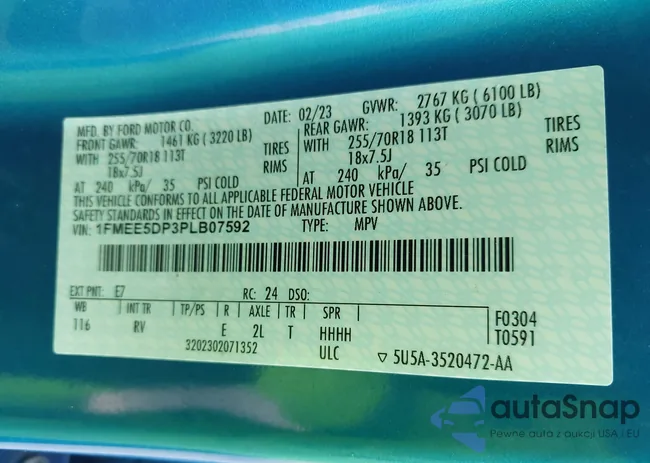 MFD. BY FORD MOTOR CO.
DATE: 02/23 GVWR: 2767 KG ( 6100 LB)
FRONT GAWR: 1461 KG ( 3220 LB) REAR GAWR: 1393 KG ( 3070 LB)
WITH 255/70R18 113T TIRES WITH 255/70R18 113T TIRES
18x7.5J RIMS 18x7.5J RIMS
AT 240 kPa/ 35 PSI COLD AT 240 kPa/ 35 PSI COLD
THIS VEHICLE CONFORMS TO ALL APPLICABLE FEDERAL MOTOR VEHICLE
SAFETY STANDARDS IN EFFECT ON THE DATE OF MANUFACTURE SHOWN ABOVE.
VIN: 1FMEE5DP3PLB07592 TYPE: MPV
EXT PNT: E7 RC: 24 DSO:
WB INT TR TP/PS R AXLE TR SPR F0304
116 RV E 2L T HHHH T0591
3202302071352 ULC ▽ 5U5A-3520472-AA
autaSnap
Pewne auta z aukcji USA i EU